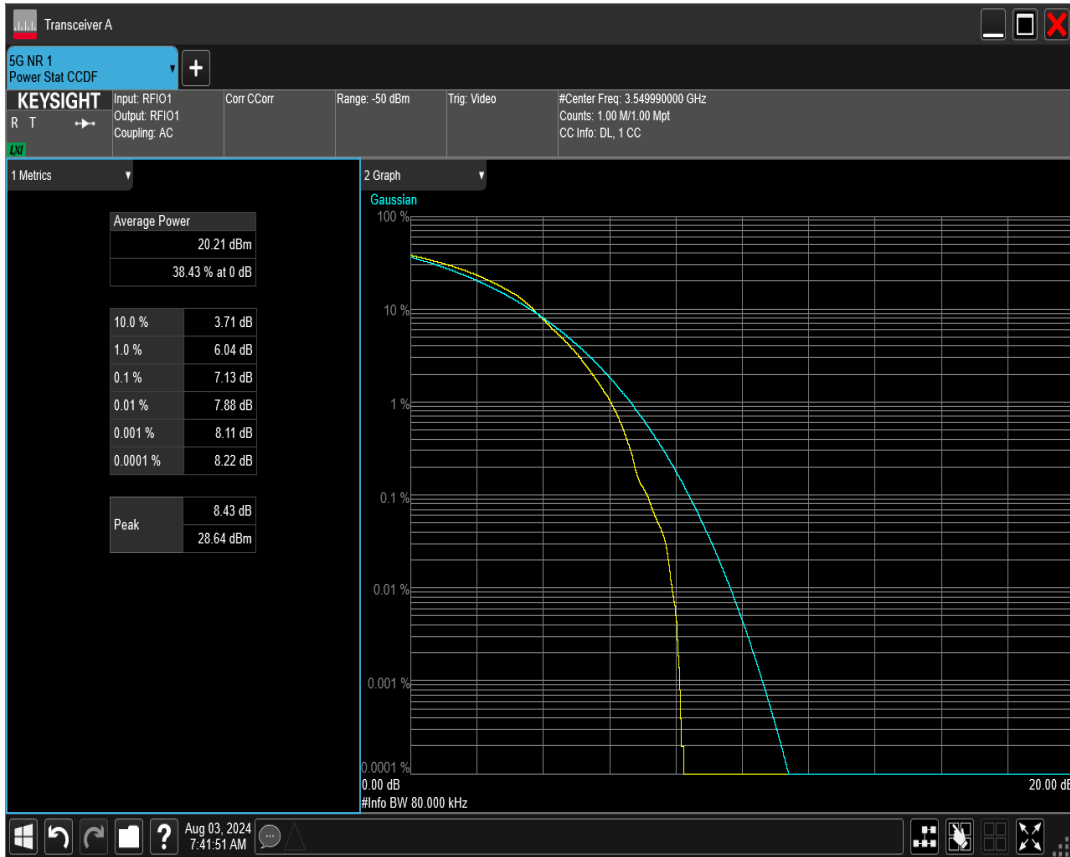 Transceiver A
5G NR 1
Power Stat CCDF
KEYSIGHT
R T
LXI
Input: RFIO1
Output: RFIO1
Coupling: AC
Corr CCorr
Range: -50 dBm
Trig: Video
#Center Freq: 3.549990000 GHz
Counts: 1.00 M/1.00 Mpt
CC Info: DL, 1 CC
1 Metrics
Average Power
20.21 dBm
38.43 % at 0 dB
10.0 % 3.71 dB
1.0 % 6.04 dB
0.1 % 7.13 dB
0.01 % 7.88 dB
0.001 % 8.11 dB
0.0001 % 8.22 dB
Peak 8.43 dB
28.64 dBm
2 Graph
Gaussian
100 %
10 %
1 %
0.1 %
0.01 %
0.001 %
0.0001 %
0.00 dB 20.00 dB
#Info BW 80.000 kHz
? Aug 03, 2024
7:41:51 AM